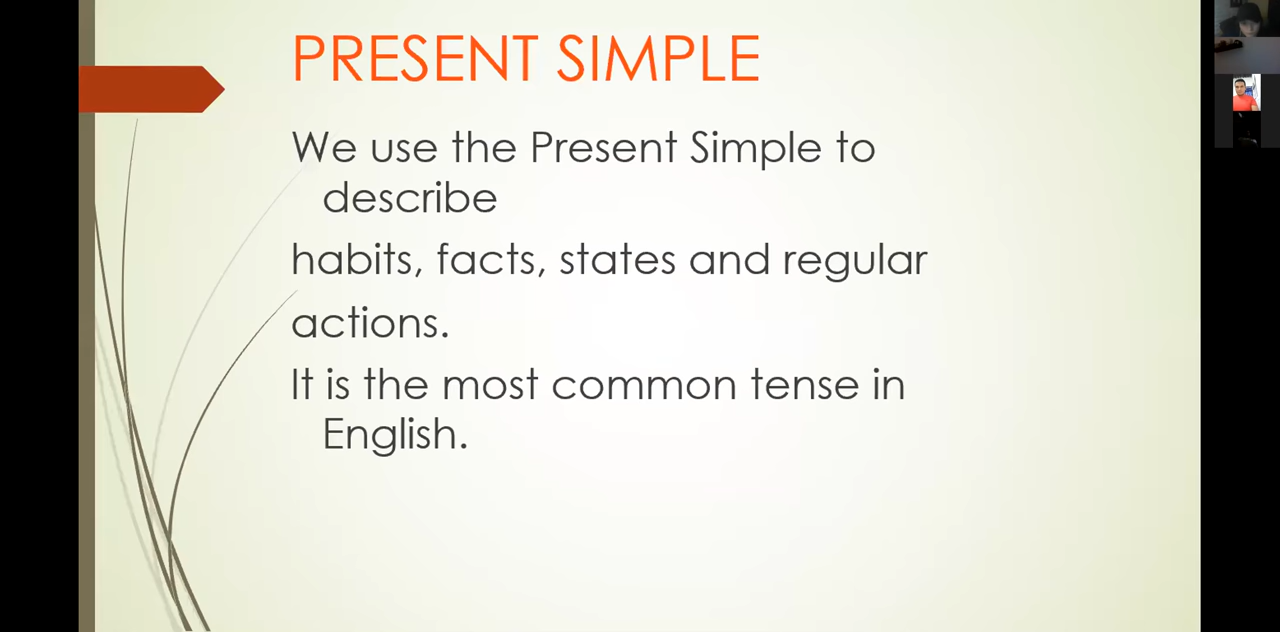 PRESENT SIMPLE
We use the Present Simple to
describe
habits, facts, states and regular
actions.
It is the most common tense in
English.